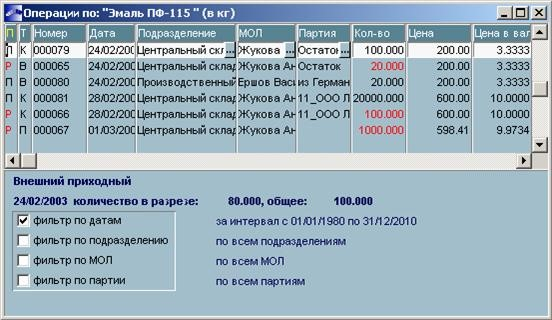 Операции по: "Эмаль ПФ-115 " (в кг)
П Т Номер Дата Подразделение МОЛ Партия Кол-во Цена Цена в вал
П К 000079 24/02/200 Центральный скл ... Жукова ... Остаток ... 100.000 200.00 3.3333
Р В 000065 24/02/200 Центральный склад Жукова Ан Остаток 20.000 200.00 3.3333
П В 000080 24/02/200 Производственный Ершов Васи из Герман 20.000 200.00 3.3333
П К 000081 28/02/200 Центральный склад Жукова Ан 11_ООО Л 20000.000 600.00 10.0000
Р К 000066 28/02/200 Центральный склад Жукова Ан 11_ООО Л 100.000 600.00 10.0000
Р П 000067 01/03/200 Центральный склад Жукова Ан 1000.000 598.41 9.9734
Внешний приходный
24/02/2003 количество в разрезе: 80.000, общее: 100.000
фильтр по датам за интервал с 01/01/1980 по 31/12/2010
фильтр по подразделению по всем подразделениям
фильтр по МОЛ по всем МОЛ
фильтр по партии по всем партиям